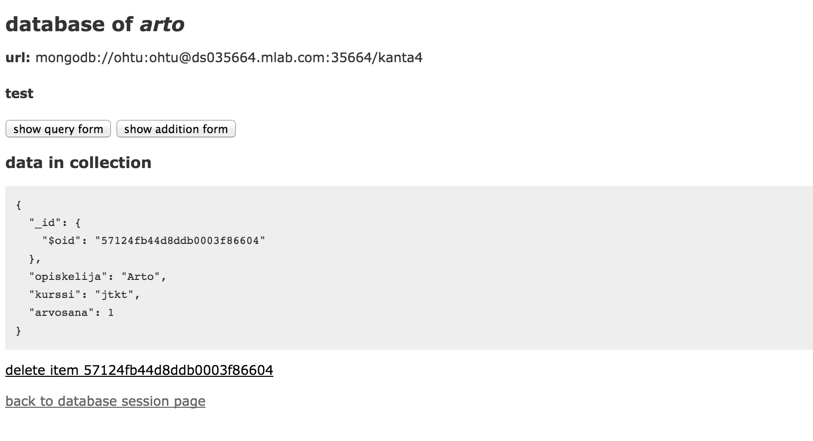 database of arto
url: mongodb://ohtu:ohtu@ds035664.mlab.com:35664/kanta4
test
show query form show addition form
data in collection
{
  "_id": {
    "$oid": "57124fb44d8ddb0003f86604"
  },
  "opiskelija": "Arto",
  "kurssi": "jtkt",
  "arvosana": 1
}
delete item 57124fb44d8ddb0003f86604
back to database session page